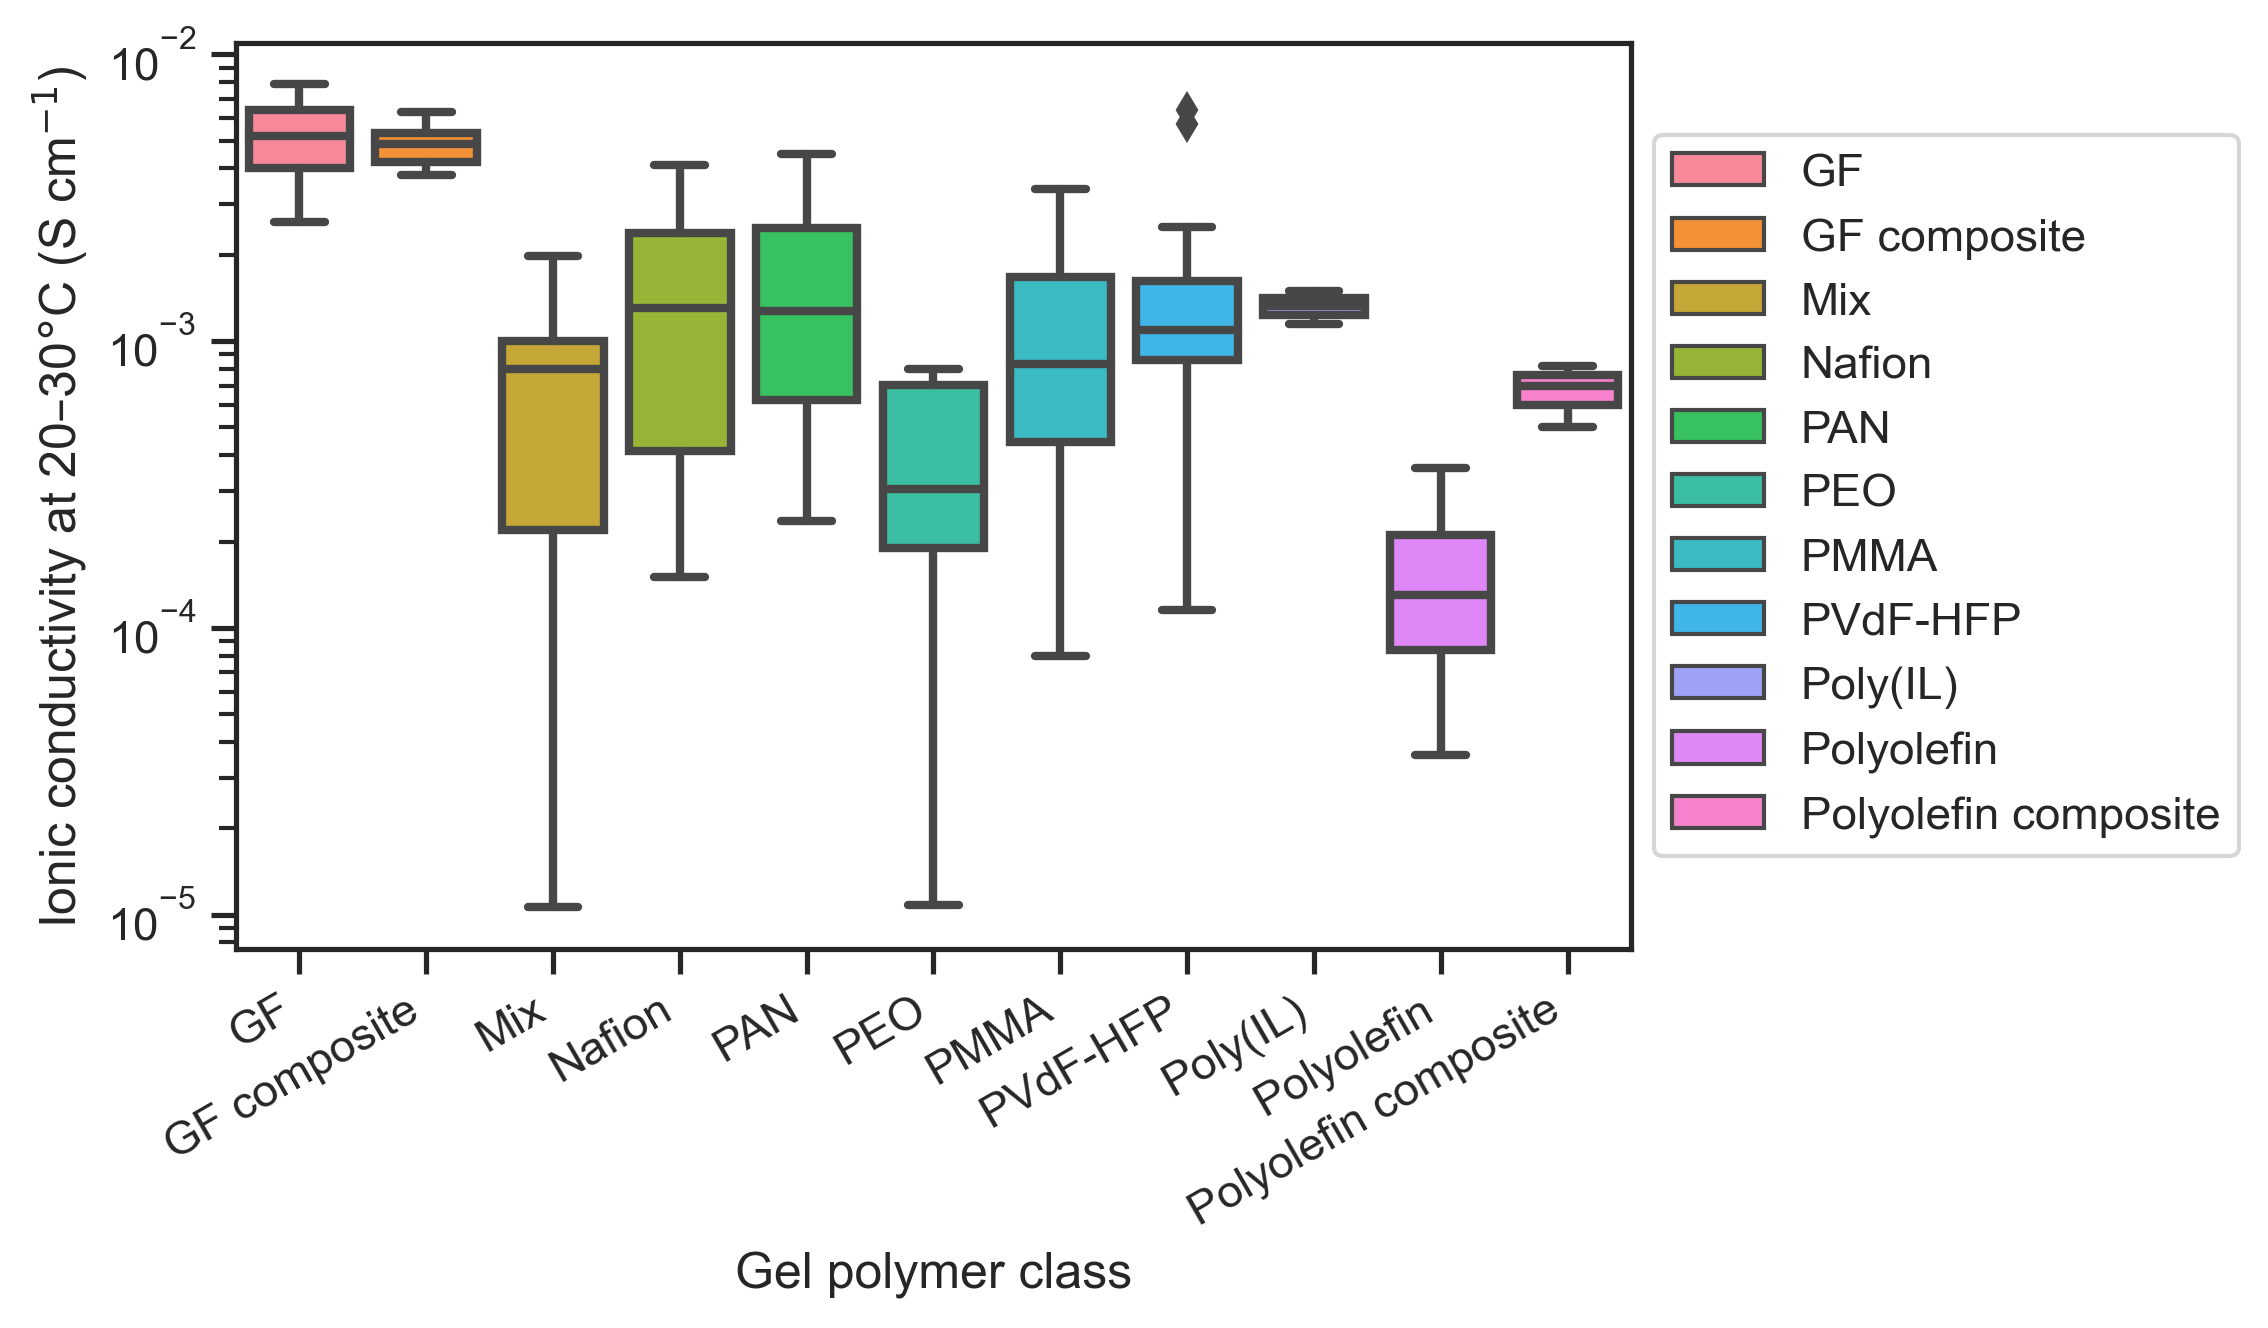 Ionic conductivity at 20-30°C (S cm⁻¹)
10⁻²
10⁻³
10⁻⁴
10⁻⁵
GF
GF composite
Mix
Nafion
PAN
PEO
PMMA
PVdF-HFP
Poly(IL)
Polyolefin
Polyolefin composite
Gel polymer class
GF
GF composite
Mix
Nafion
PAN
PEO
PMMA
PVdF-HFP
Poly(IL)
Polyolefin
Polyolefin composite